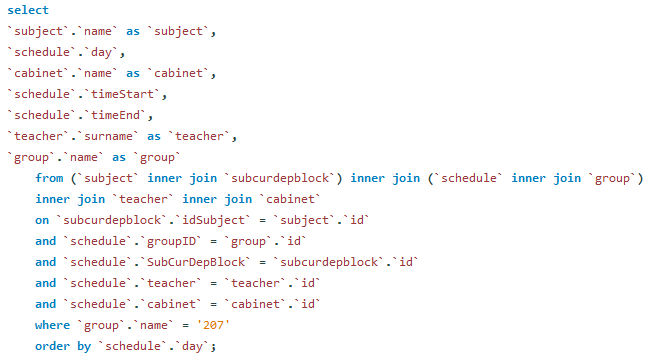 select
`subject`.`name` as `subject`,
`schedule`.`day`,
`cabinet`.`name` as `cabinet`,
`schedule`.`timeStart`,
`schedule`.`timeEnd`,
`teacher`.`surname` as `teacher`,
`group`.`name` as `group`
from (`subject` inner join `subcurdepblock`) inner join (`schedule` inner join `group`)
inner join `teacher` inner join `cabinet`
on `subcurdepblock`.`idSubject` = `subject`.`id`
and `schedule`.`groupID` = `group`.`id`
and `schedule`.`SubCurDepBlock` = `subcurdepblock`.`id`
and `schedule`.`teacher` = `teacher`.`id`
and `schedule`.`cabinet` = `cabinet`.`id`
where `group`.`name` = '207'
order by `schedule`.`day`;